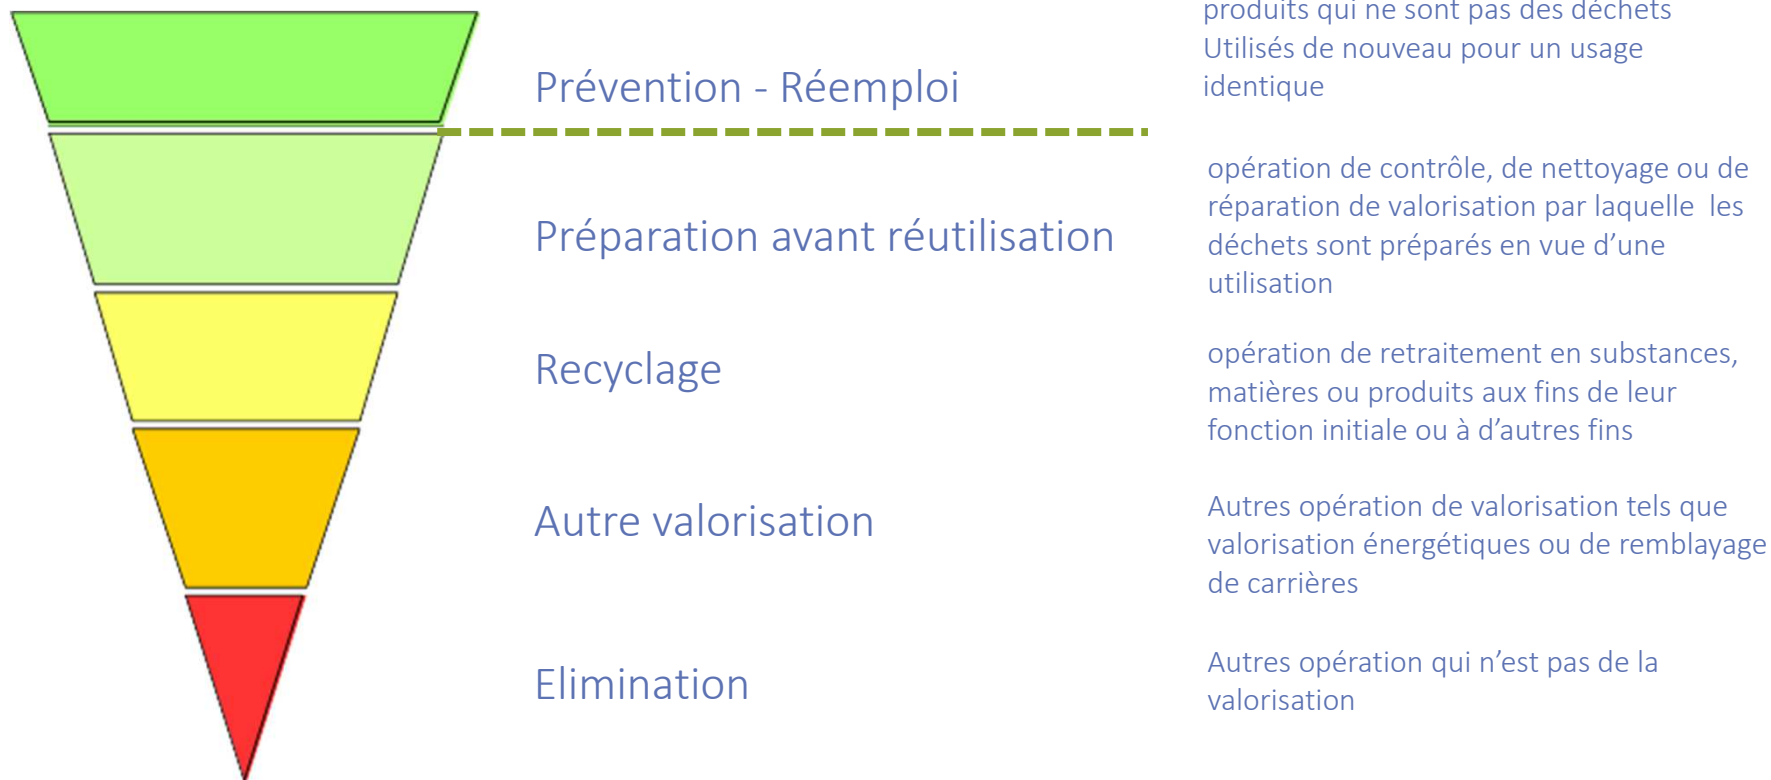 produits qui ne sont pas des déchets
Utilisés de nouveau pour un usage
identique
Prévention - Réemploi
opération de contrôle, de nettoyage ou de
réparation de valorisation par laquelle les
déchets sont préparés en vue d’une
utilisation
Préparation avant réutilisation
opération de retraitement en substances,
matières ou produits aux fins de leur
fonction initiale ou à d’autres fins
Recyclage
Autres opération de valorisation tels que
valorisation énergétiques ou de remblayage
de carrières
Autre valorisation
Autres opération qui n’est pas de la
valorisation
Elimination